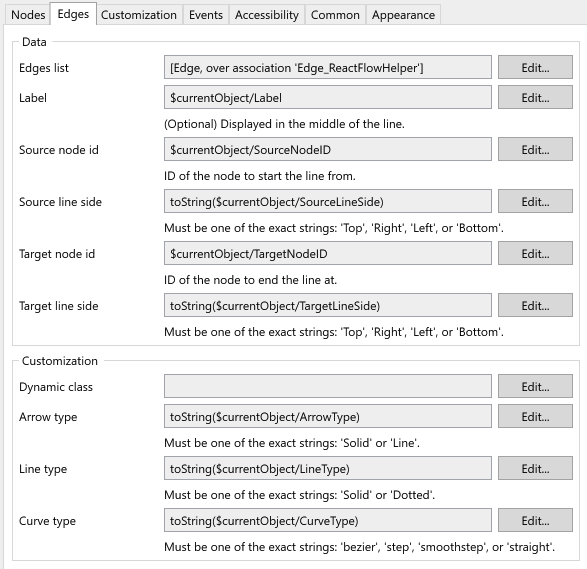 Nodes Edges Customization Events Accessibility Common Appearance
Data
Edges list [Edge, over association 'Edge_ReactFlowHelper'] Edit...
Label $currentObject/Label Edit...
(Optional) Displayed in the middle of the line.
Source node id $currentObject/SourceNodeID Edit...
ID of the node to start the line from.
Source line side toString($currentObject/SourceLineSide) Edit...
Must be one of the exact strings: 'Top', 'Right', 'Left', or 'Bottom'.
Target node id $currentObject/TargetNodeID Edit...
ID of the node to end the line at.
Target line side toString($currentObject/TargetLineSide) Edit...
Must be one of the exact strings: 'Top', 'Right', 'Left', or 'Bottom'.
Customization
Dynamic class Edit...
Arrow type toString($currentObject/ArrowType) Edit...
Must be one of the exact strings: 'Solid' or 'Line'.
Line type toString($currentObject/LineType) Edit...
Must be one of the exact strings: 'Solid' or 'Dotted'.
Curve type toString($currentObject/CurveType) Edit...
Must be one of the exact strings: 'bezier', 'step', 'smoothstep', or 'straight'.